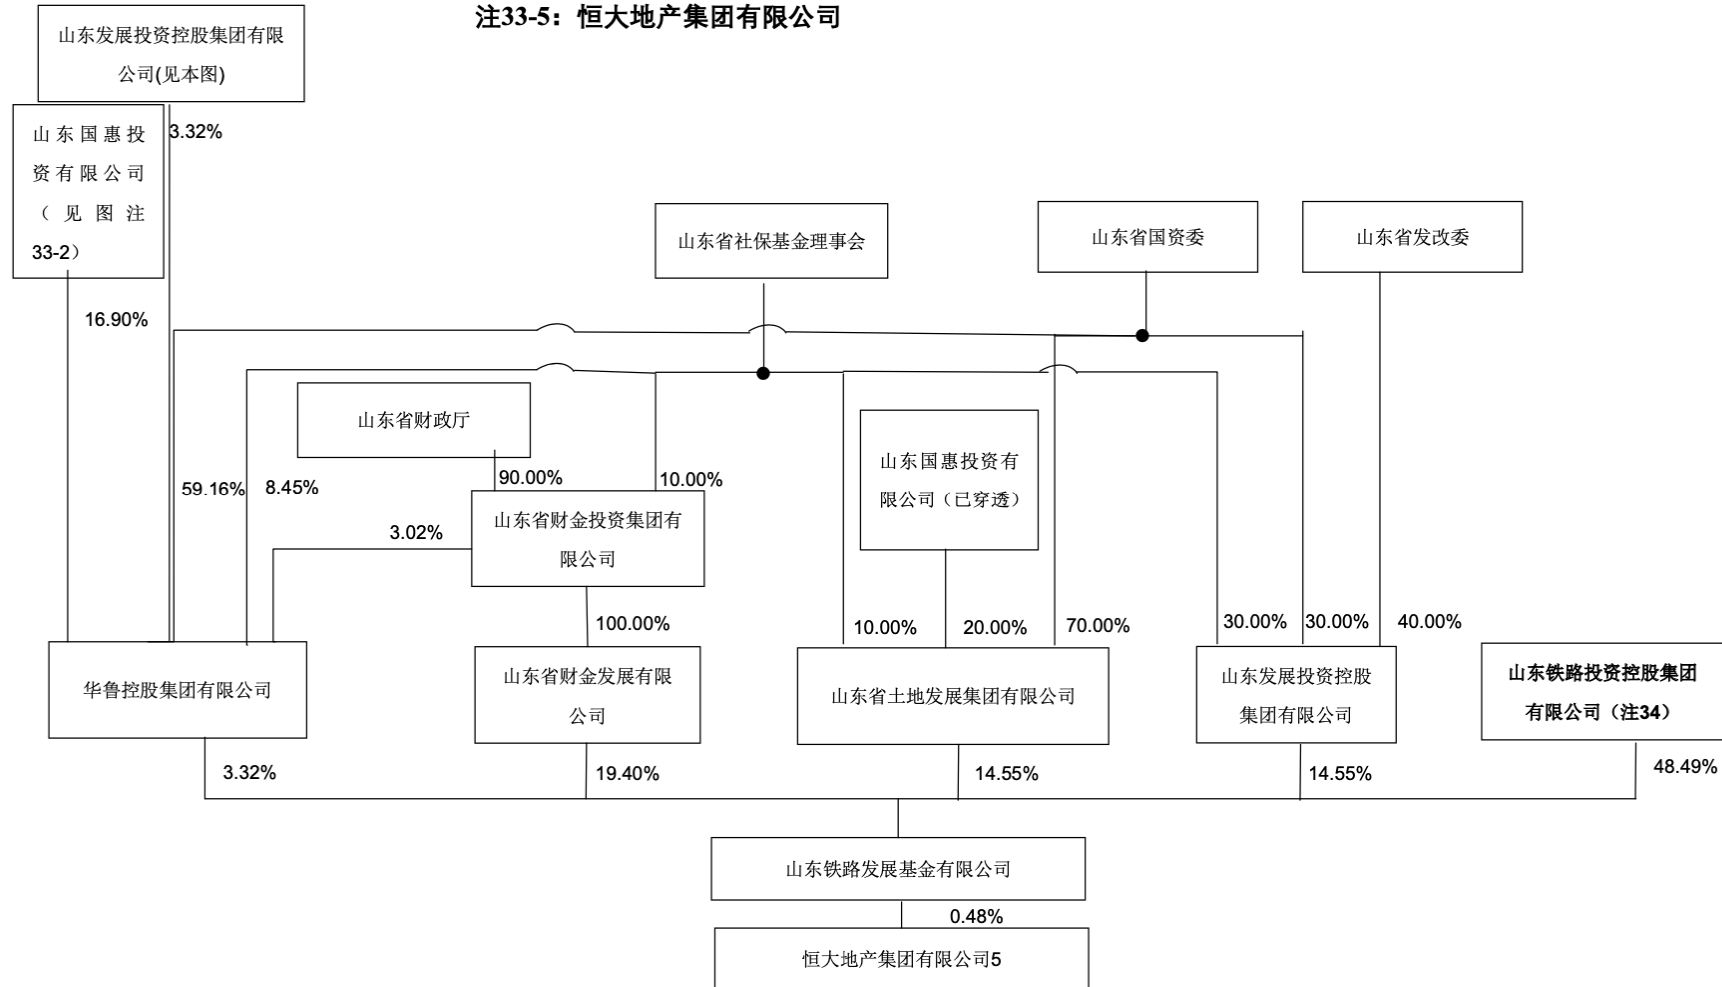 注33-5：恒大地产集团有限公司
山东发展投资控股集团有限
公司(见本图)
山东国惠投
资有限公司
（见图注
33-2）
3.32%
山东省社保基金理事会
山东省国资委
山东省发改委
16.90%
山东省财政厅
山东国惠投资有
限公司（已穿透）
59.16%
8.45%
90.00%
10.00%
3.02%
山东省财金投资集团有
限公司
100.00%
10.00%
20.00%
70.00%
30.00%
30.00%
40.00%
华鲁控股集团有限公司
山东省财金发展有限
公司
山东省土地发展集团有限公司
山东发展投资控股
集团有限公司
山东铁路投资控股集团
有限公司（注34）
3.32%
19.40%
14.55%
14.55%
48.49%
山东铁路发展基金有限公司
0.48%
恒大地产集团有限公司5